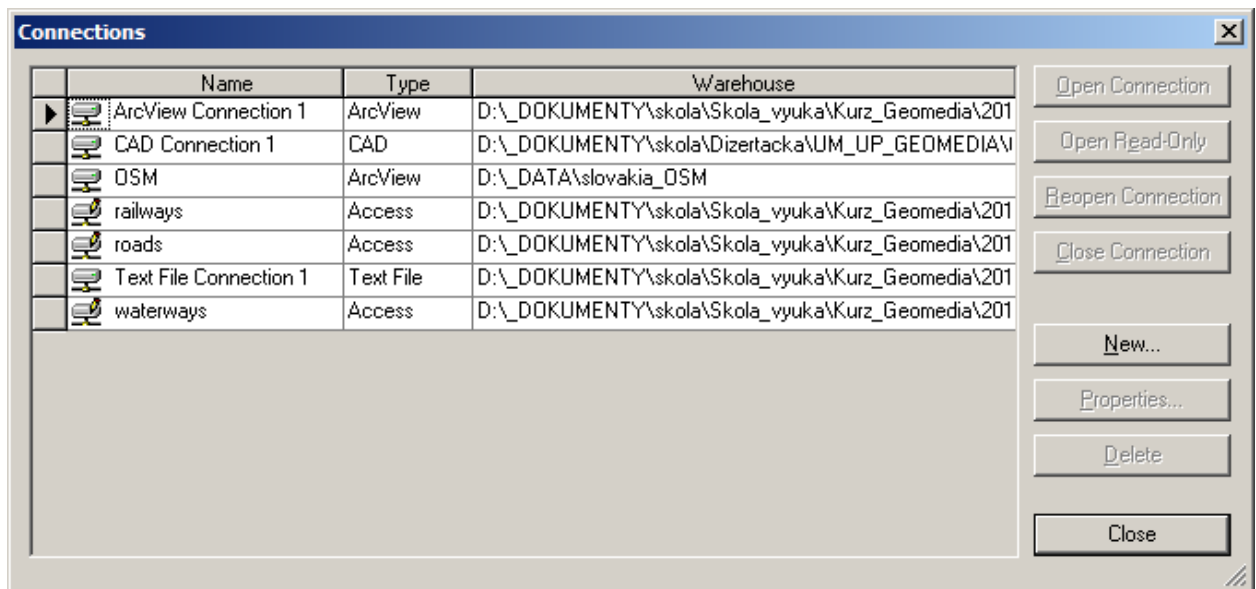 Connections
Name Type Warehouse
ArcView Connection 1 ArcView D:\_DOKUMENTY\skola\Skola_vyuka\Kurz_Geomedia\201
CAD Connection 1 CAD D:\_DOKUMENTY\skola\Dizertacka\UM_UP_GEOMEDIA\
OSM ArcView D:\_DATA\slovakia_OSM
railways Access D:\_DOKUMENTY\skola\Skola_vyuka\Kurz_Geomedia\201
roads Access D:\_DOKUMENTY\skola\Skola_vyuka\Kurz_Geomedia\201
Text File Connection 1 Text File D:\_DOKUMENTY\skola\Skola_vyuka\Kurz_Geomedia\201
waterways Access D:\_DOKUMENTY\skola\Skola_vyuka\Kurz_Geomedia\201
Open Connection
Open Read-Only
Reopen Connection
Close Connection
New...
Properties...
Delete
Close